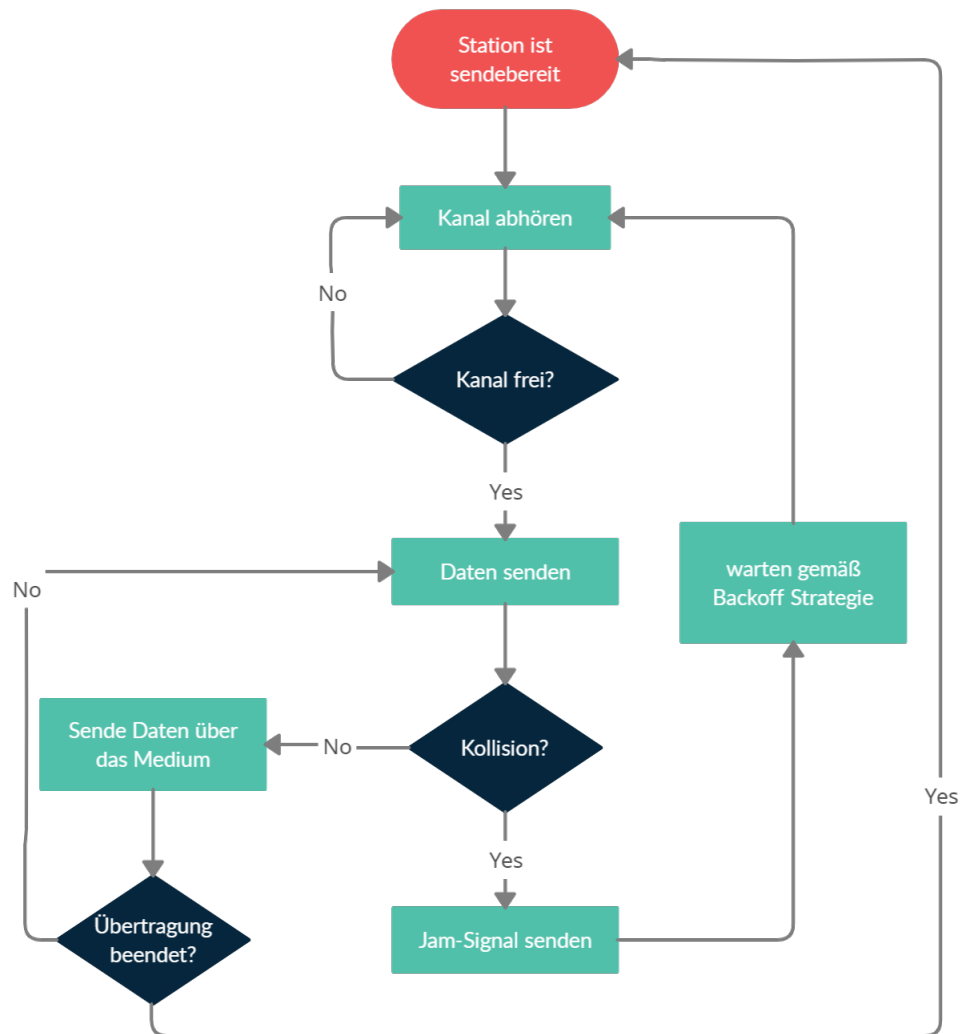 Station ist
sendebereit
Kanal abhören
No
Kanal frei?
Yes
Daten senden
warten gemäß
Backoff Strategie
No
Sende Daten über
das Medium
No
Kollision?
Yes
Yes
Übertragung
beendet?
Jam-Signal senden